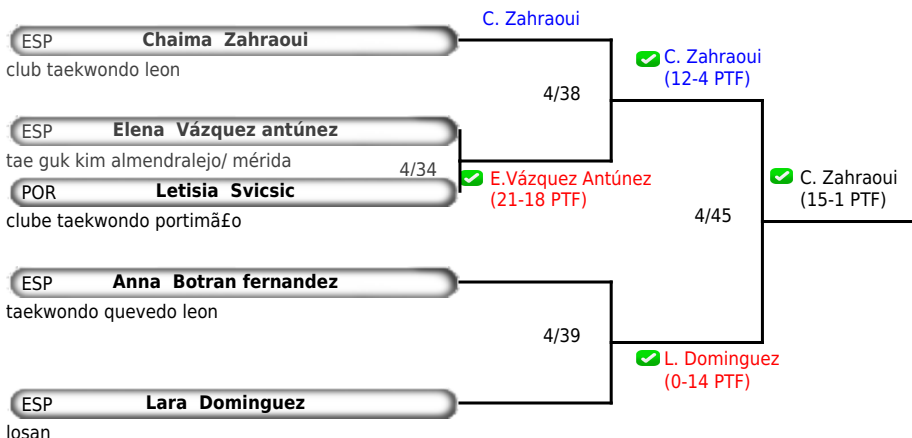 C. Zahraoui
ESP Chaima Zahraoui
club taekwondo leon
C. Zahraoui
(12-4 PTF)
4/38
ESP Elena Vázquez antúnez
tae guk kim almendralejo/ mérida
4/34
POR Letisia Svicsic
clube taekwondo portimã£o
E.Vázquez Antúnez
(21-18 PTF)
C. Zahraoui
(15-1 PTF)
4/45
ESP Anna Botran fernandez
taekwondo quevedo leon
4/39
L. Dominguez
(0-14 PTF)
ESP Lara Dominguez
losan